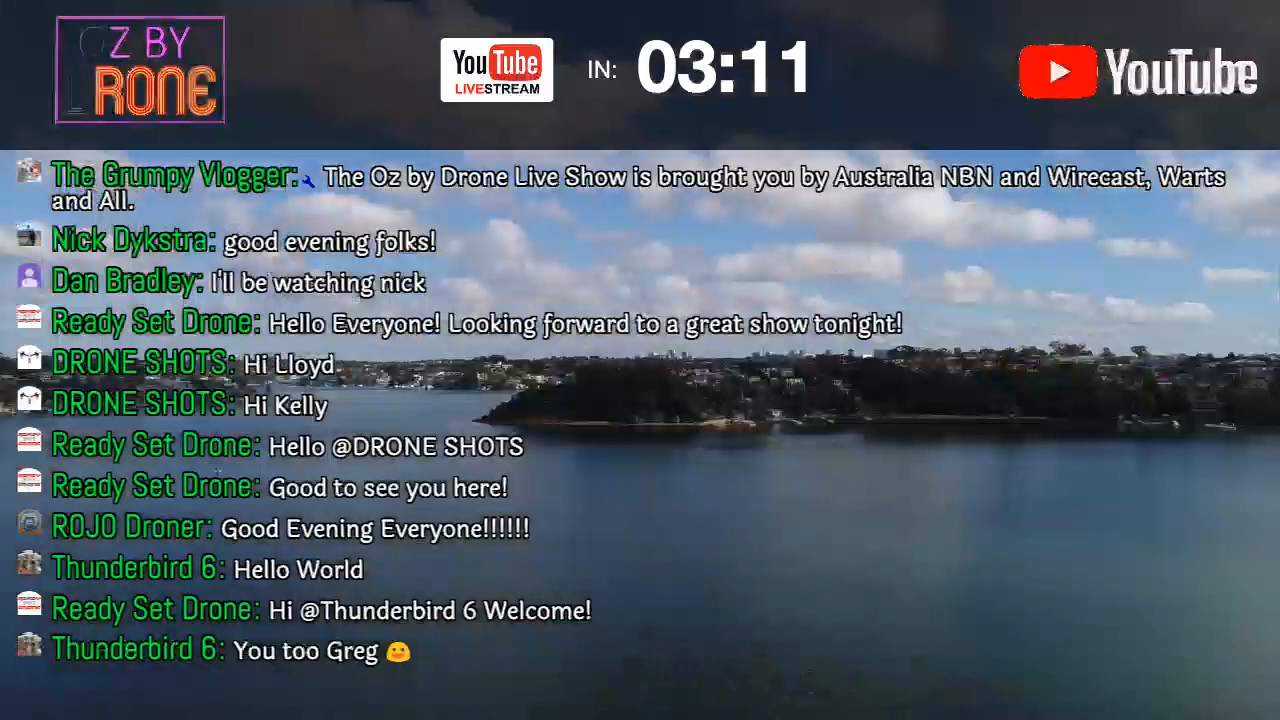 OZ BY
DRONE
YouTube
LIVESTREAM
IN: 03:11
YouTube
The Grumpy Vlogger: The Oz by Drone Live Show is brought you by Australia NBN and Wirecast, Warts
and All.
Nick Dykstra: good evening folks!
Dan Bradley: I'll be watching nick
Ready Set Drone: Hello Everyone! Looking forward to a great show tonight!
DRONE SHOTS: Hi Lloyd
DRONE SHOTS: Hi Kelly
Ready Set Drone: Hello @DRONE SHOTS
Ready Set Drone: Good to see you here!
ROJO Droner: Good Evening Everyone!!!!!!
Thunderbird 6: Hello World
Ready Set Drone: Hi @Thunderbird 6 Welcome!
Thunderbird 6: You too Greg 😀